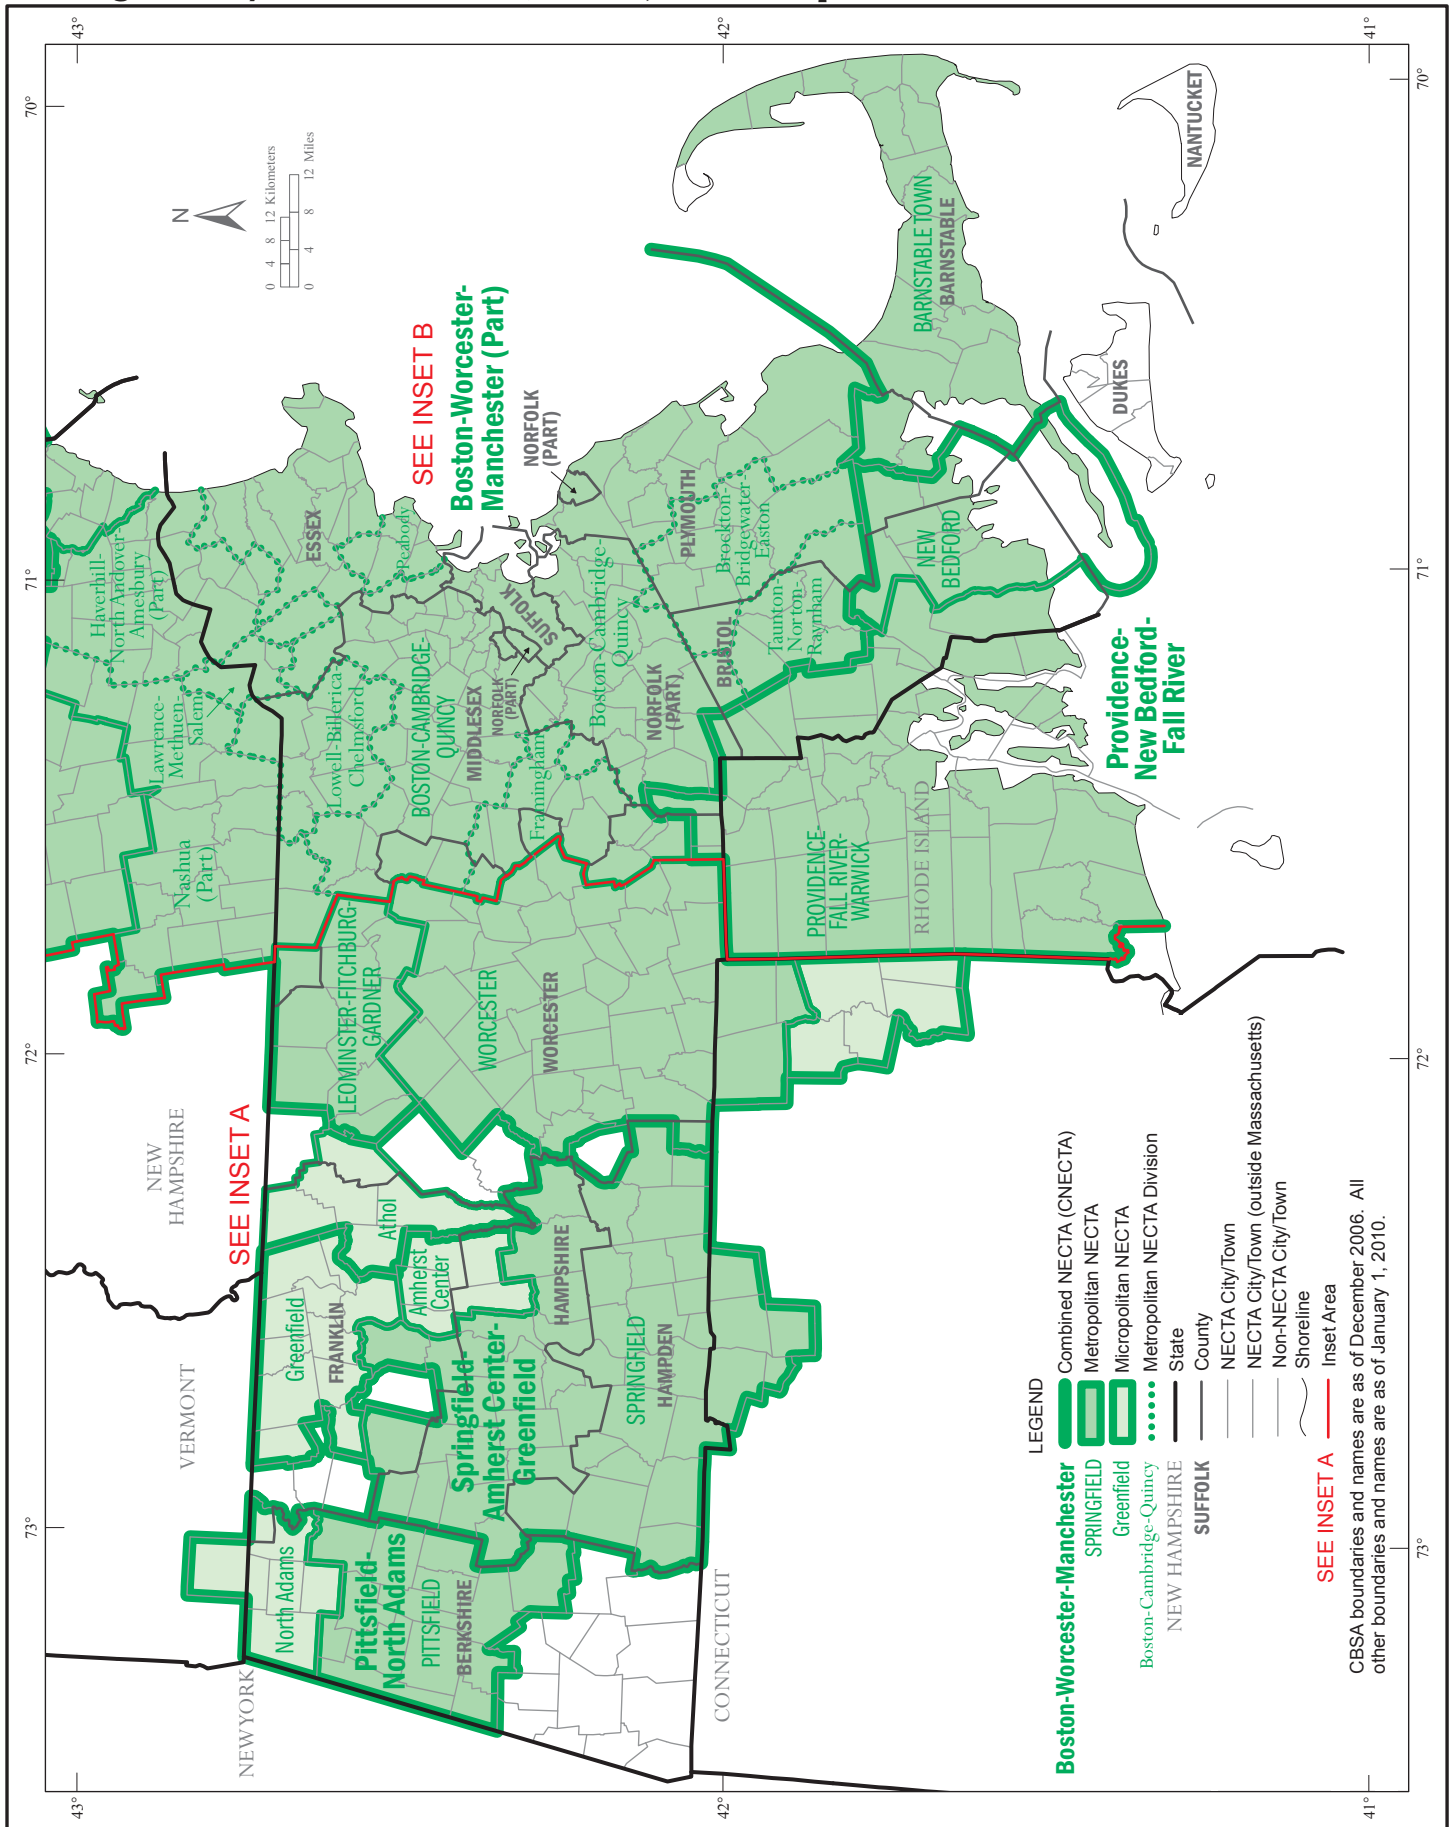 43°
42°
41°
70°
70°
71°
71°
72°
72°
73°
73°
43°
42°
41°
N
0 4 8 12 Kilometers
0 4 8 12 Miles
SEE INSET A
SEE INSET B
Boston-Worcester-
Manchester (Part)
Providence-
New Bedford-
Fall River
Springfield-
Amherst Center-
Greenfield
Pittsfield-
North Adams
NEW YORK
VERMONT
NEW
HAMPSHIRE
CONNECTICUT
RHODE ISLAND
North Adams
PITTSFIELD
BERKSHIRE
Greenfield
FRANKLIN
Amherst
Center
Athol
HAMPSHIRE
SPRINGFIELD
HAMPDEN
LEOMINSTER-FITCHBURG-
GARDNER
WORCESTER
WORCESTER
Nashua
(Part)
Lawrence-
Methuen-
Salem
Haverhill-
North Andover-
Amesbury
(Part)
Lowell-Billerica-
Chelmsford
BOSTON-CAMBRIDGE-
QUINCY
MIDDLESEX
ESSEX
Peabody
Framingham
NORFOLK
(PART)
SUFFOLK
NORFOLK
(PART)
Boston-Cambridge-
Quincy
NORFOLK
(PART)
BRISTOL
PLYMOUTH
Brockton-
Bridgewater-
Easton
Taunton-
Norton-
Raynham
NEW
BEDFORD
PROVIDENCE-
FALL RIVER-
WARWICK
BARNSTABLE TOWN
BARNSTABLE
DUKES
NANTUCKET
LEGEND
Boston-Worcester-Manchester Combined NECTA (CNECTA)
SPRINGFIELD Metropolitan NECTA
Greenfield Micropolitan NECTA
Boston-Cambridge-Quincy Metropolitan NECTA Division
NEW HAMPSHIRE State
SUFFOLK County
NECTA City/Town
NECTA City/Town (outside Massachusetts)
Non-NECTA City/Town
Shoreline
SEE INSET A Inset Area
CBSA boundaries and names are as of December 2006. All
other boundaries and names are as of January 1, 2010.